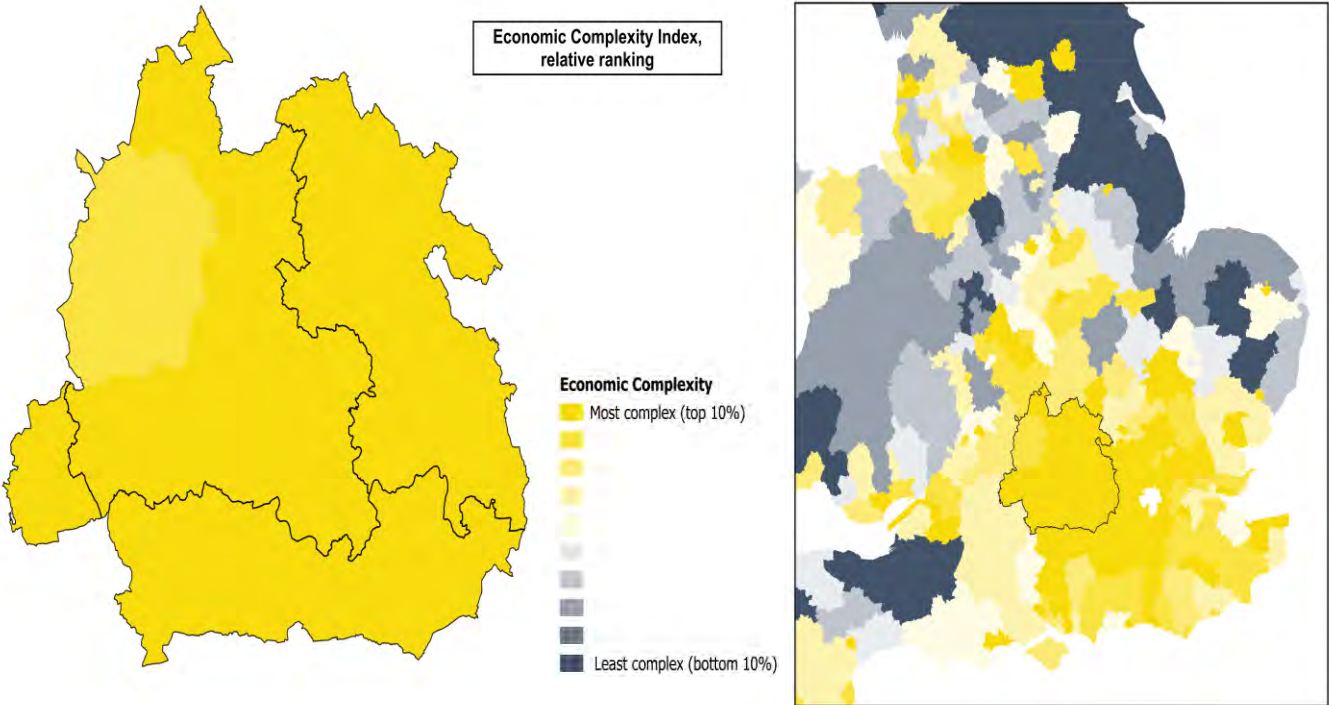 Economic Complexity Index,
relative ranking
Economic Complexity
Most complex (top 10%)
Least complex (bottom 10%)